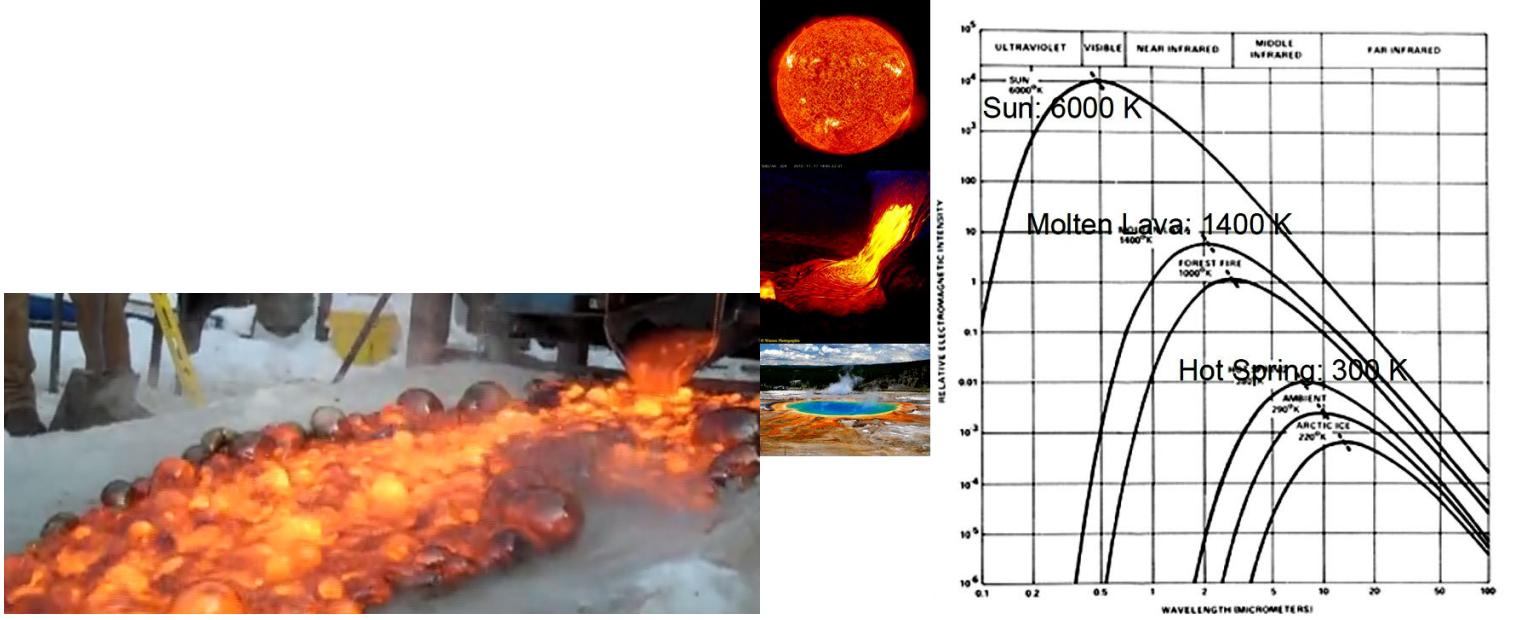 10⁵
ULTRAVIOLET
VISIBLE
NEAR INFRARED
MIDDLE
INFRARED
FAR INFRARED
10⁴
SUN
6000°K
Sun: 6000 K
10³
100
Molten Lava: 1400 K
10
1400°K
FOREST FIRE
1000°K
1
0.1
Hot Spring: 300 K
0.01
AMBIENT
290°K
ARCTIC ICE
220°K
10⁻³
10⁻⁴
10⁻⁵
10⁻⁶
0.1
0.2
0.5
1
2
5
10
20
50
100
RELATIVE ELECTROMAGNETIC INTENSITY
WAVELENGTH (MICROMETERS)